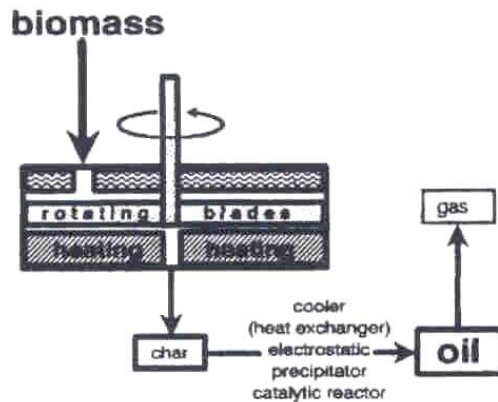 biomass
rotating blades
heating heating
gas
char
cooler
(heat exchanger)
electrostatic
precipitator
catalytic reactor
oil